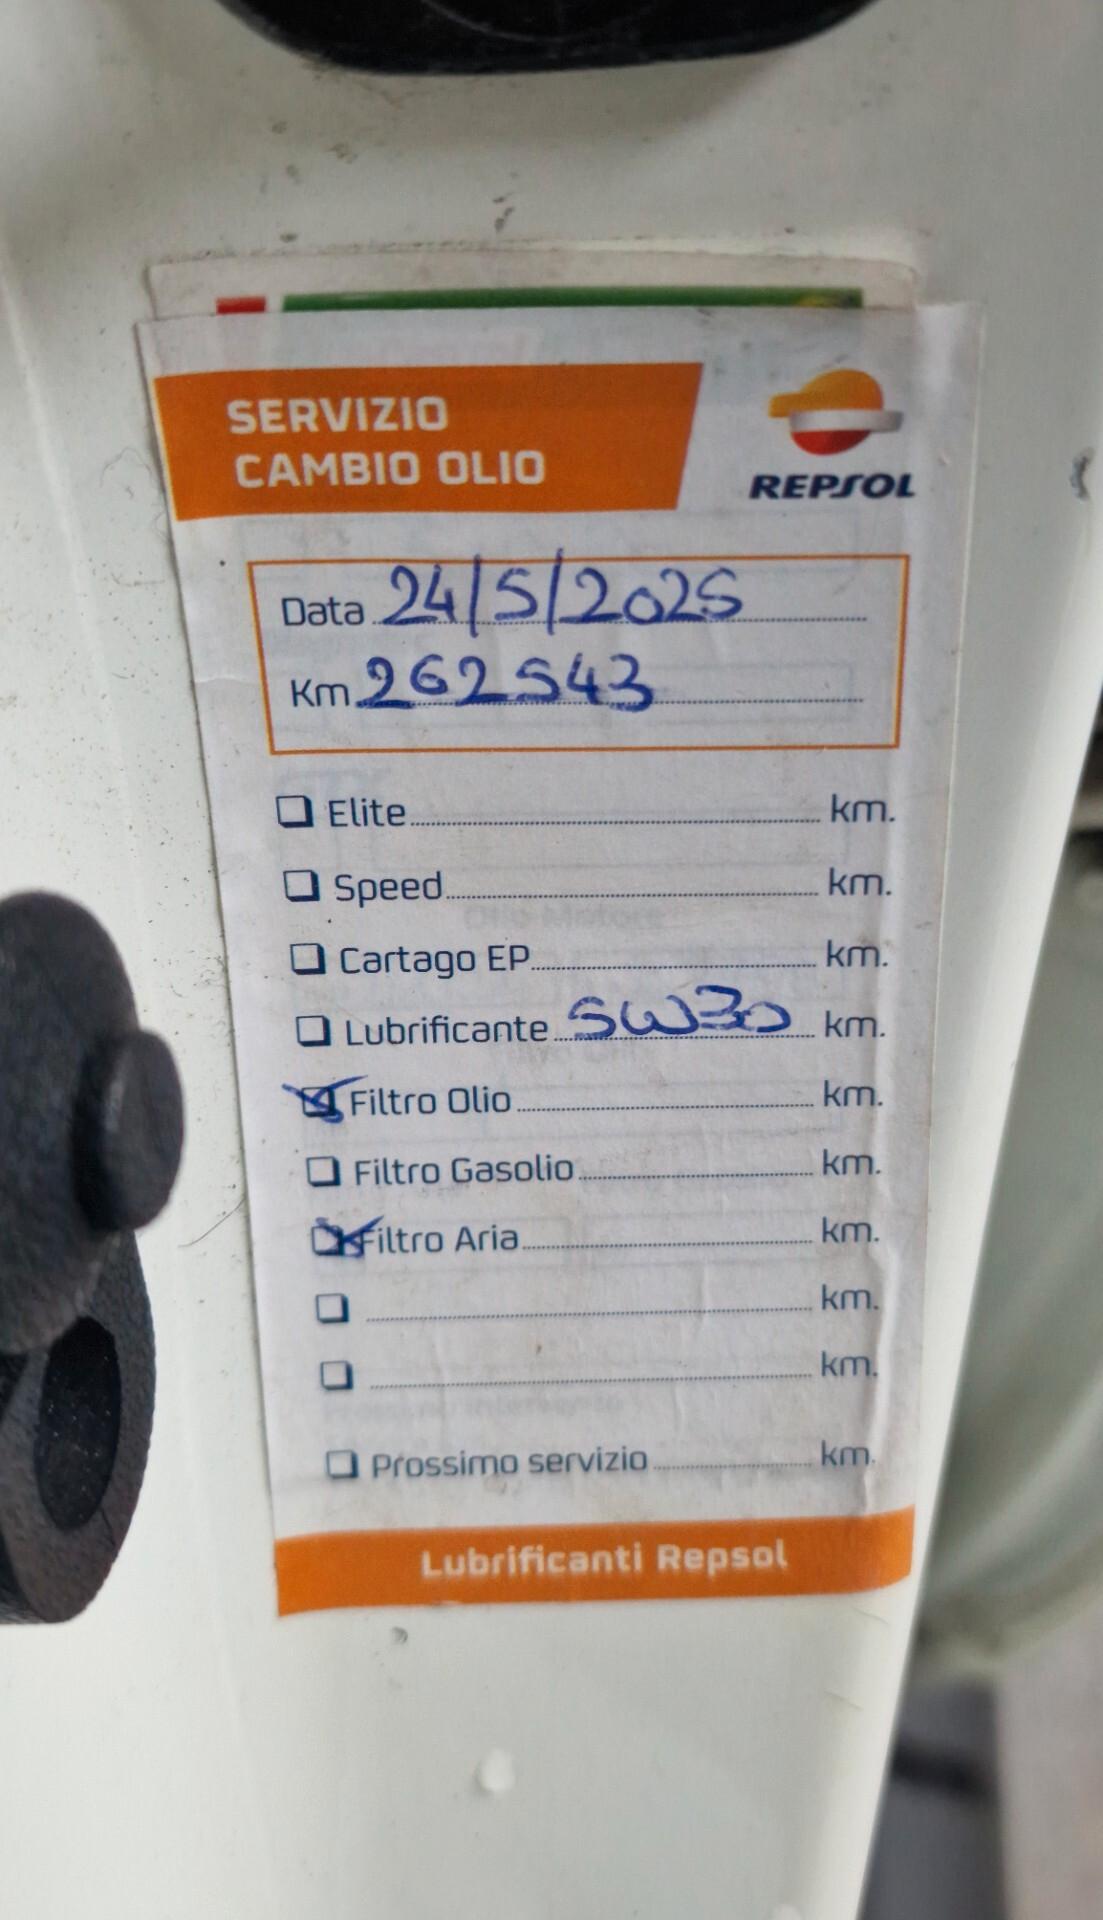 SERVIZIO
CAMBIO OLIO
REPSOL
Data 24/5/2025
Km 262543
Elite km.
Speed km.
Cartago EP km.
Lubrificante 5W30 km.
Filtro Olio km.
Filtro Gasolio km.
Filtro Aria km.
km.
km.
Prossimo servizio km.
Lubrificanti Repsol